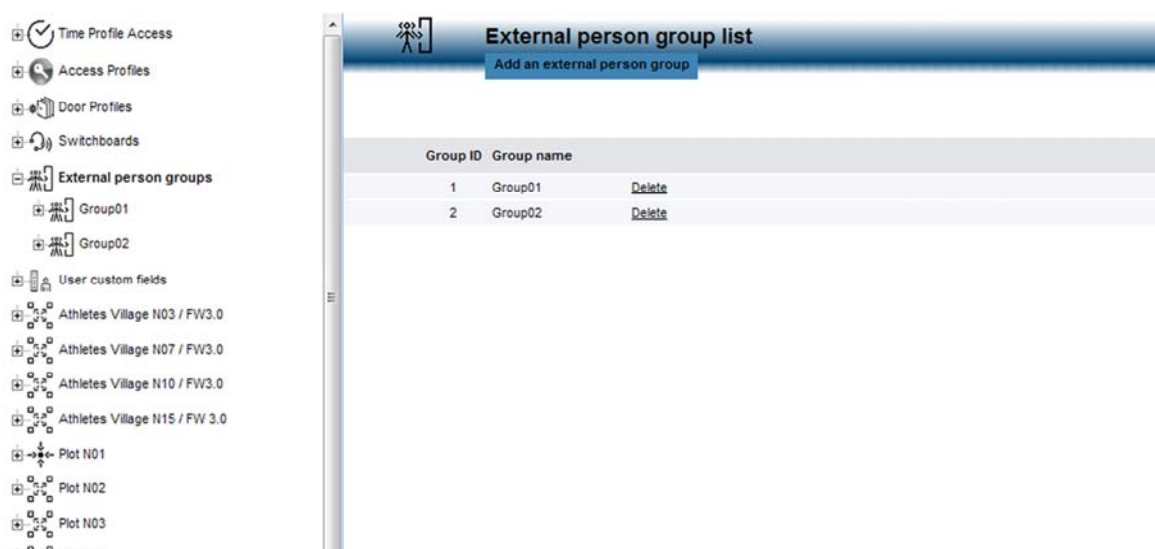 Time Profile Access
Access Profiles
Door Profiles
Switchboards
External person groups
Group01
Group02
User custom fields
Athletes Village N03 / FW3.0
Athletes Village N07 / FW3.0
Athletes Village N10 / FW3.0
Athletes Village N15 / FW 3.0
Plot N01
Plot N02
Plot N03
External person group list
Add an external person group
Group ID Group name
1 Group01 Delete
2 Group02 Delete